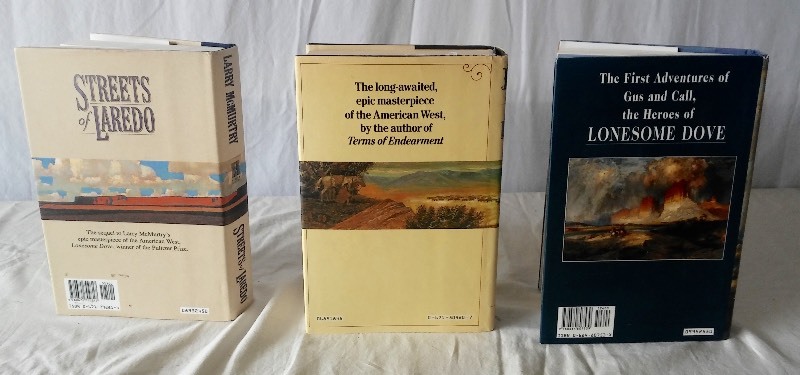 STREETS
of LAREDO
The sequel to Larry McMurtry's
epic masterpiece of the American West,
Lonesome Dove, winner of the Pulitzer Prize.
LARRY McMURTRY
STREETS of LAREDO
The long-awaited,
epic masterpiece
of the American West,
by the author of
Terms of Endearment
The First Adventures of
Gus and Call,
the Heroes of
LONESOME DOVE